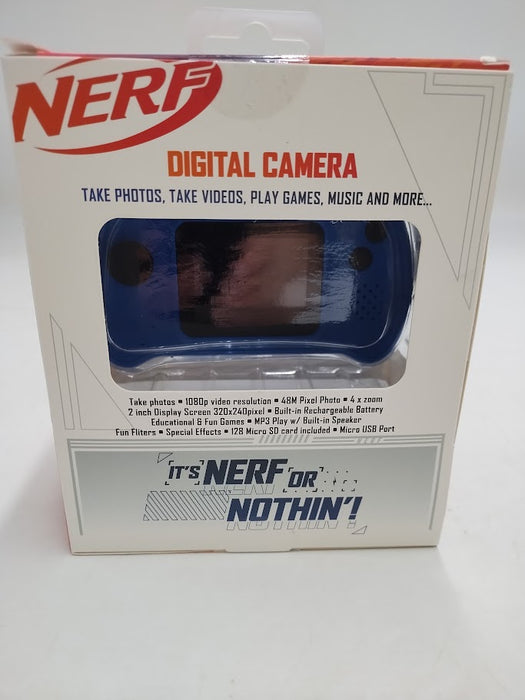 NERF
DIGITAL CAMERA
TAKE PHOTOS, TAKE VIDEOS, PLAY GAMES, MUSIC AND MORE...
Take photos • 1080p video resolution • 48M Pixel Photo • 4 x zoom
2 inch Display Screen 320x240pixel • Built-in Rechargeable Battery
Educational & Fun Games • MP3 Play w/ Built-in Speaker
Fun Fliters • Special Effects • 128 Micro SD card included • Micro USB Port
IT'S NERF OR
NOTHIN'!